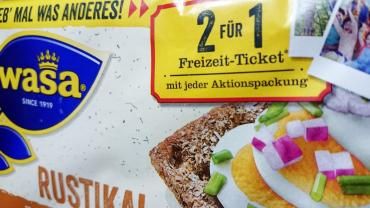 EB' MAL WAS ANDERES!
2 FÜR 1
Freizeit-Ticket*
mit jeder Aktionspackung
wasa®
SINCE 1919
RUSTIKAL